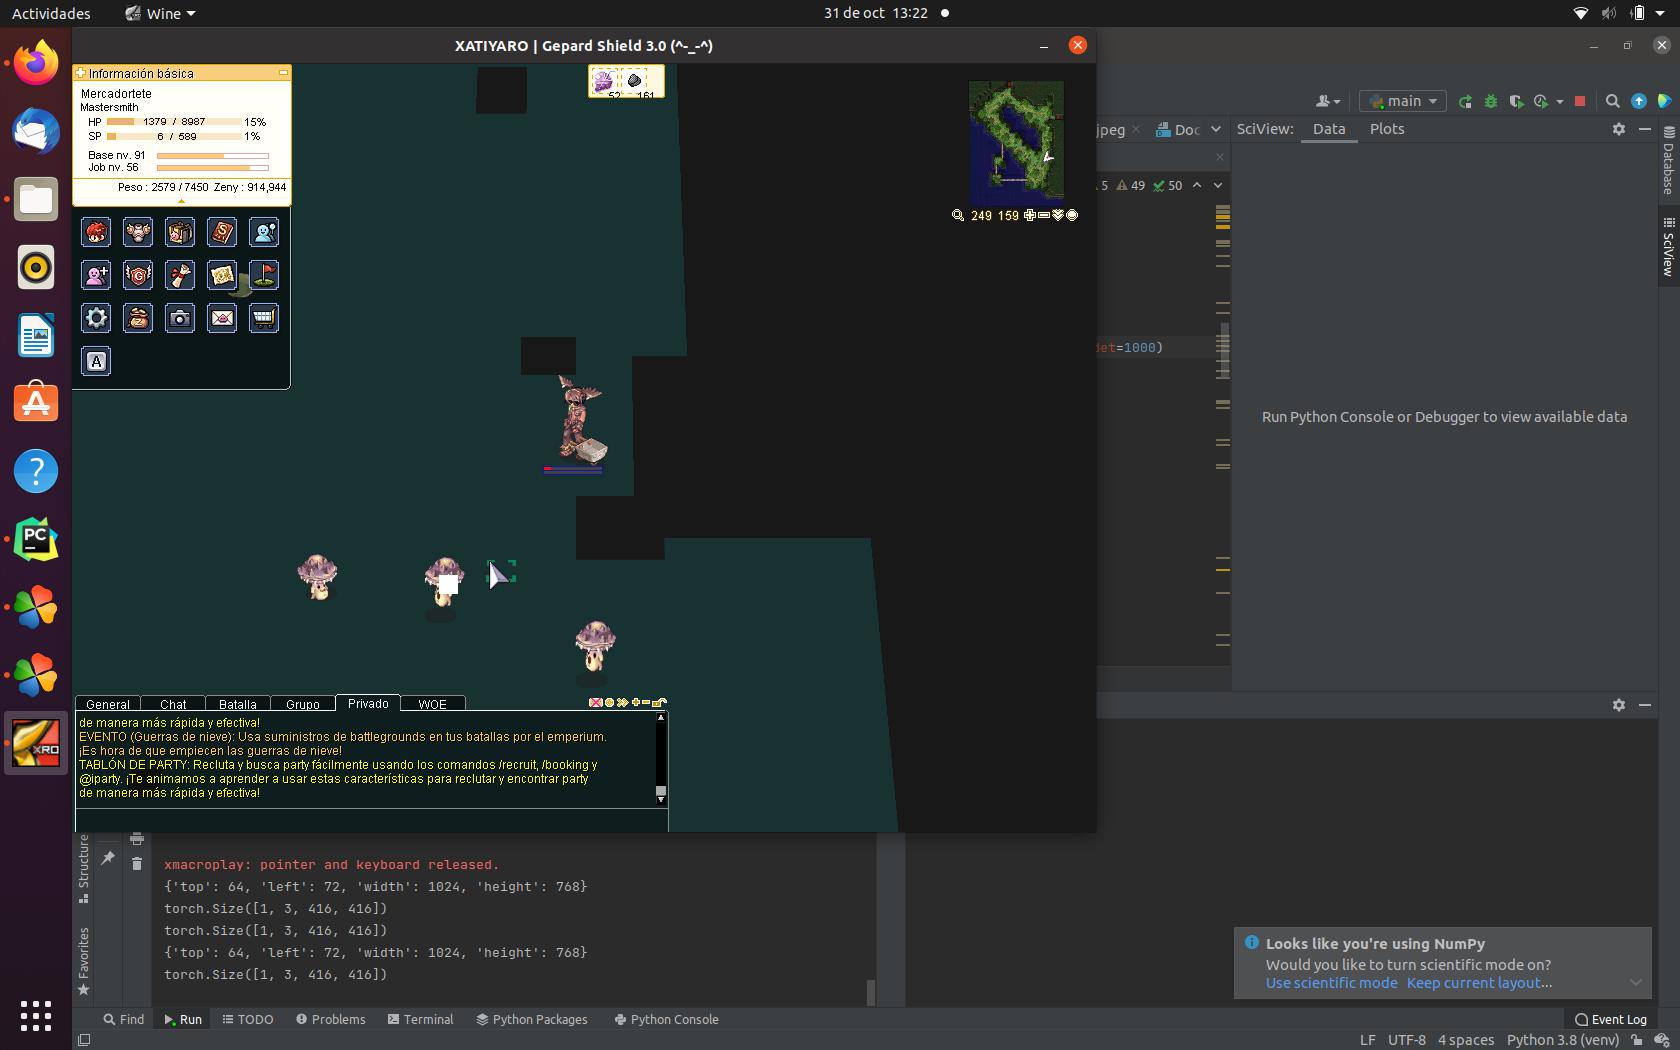 Actividades
Wine
31 de oct 13:22
XATIYARO | Gepard Shield 3.0 (^-_-^)
Información básica
Mercadortete
Mastersmith
HP 1379 / 8987 15%
SP 6 / 589 1%
Base nv. 91
Job nv. 56
Peso : 2579 / 7450 Zeny : 914,944
52 161
249 159
A
main
jpeg
Doc
SciView: Data Plots
5 49 50
Database
SciView
det=1000)
Run Python Console or Debugger to view available data
PC
XRO
General Chat Batalla Grupo Privado WOE
de manera más rápida y efectiva!
EVENTO (Guerras de nieve): Usa suministros de battlegrounds en tus batallas por el emperium.
¡Es hora de que empiecen las guerras de nieve!
TABLÓN DE PARTY: Recluta y busca party fácilmente usando los comandos /recruit, /booking y
@iparty. ¡Te animamos a aprender a usar estas características para reclutar y encontrar party
de manera más rápida y efectiva!
Structure
Favorites
xmacroplay: pointer and keyboard released.
{'top': 64, 'left': 72, 'width': 1024, 'height': 768}
torch.Size([1, 3, 416, 416])
torch.Size([1, 3, 416, 416])
{'top': 64, 'left': 72, 'width': 1024, 'height': 768}
torch.Size([1, 3, 416, 416])
Looks like you're using NumPy
Would you like to turn scientific mode on?
Use scientific mode Keep current layout...
Find Run TODO Problems Terminal Python Packages Python Console
Event Log
LF UTF-8 4 spaces Python 3.8 (venv)